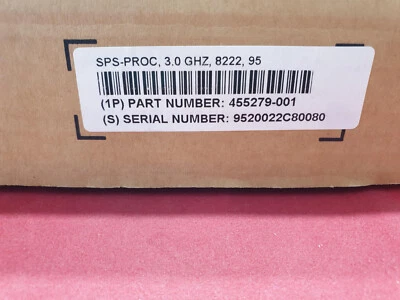 SPS-PROC, 3.0 GHZ, 8222, 95
(1P) PART NUMBER: 455279-001
(S) SERIAL NUMBER: 9520022C80080